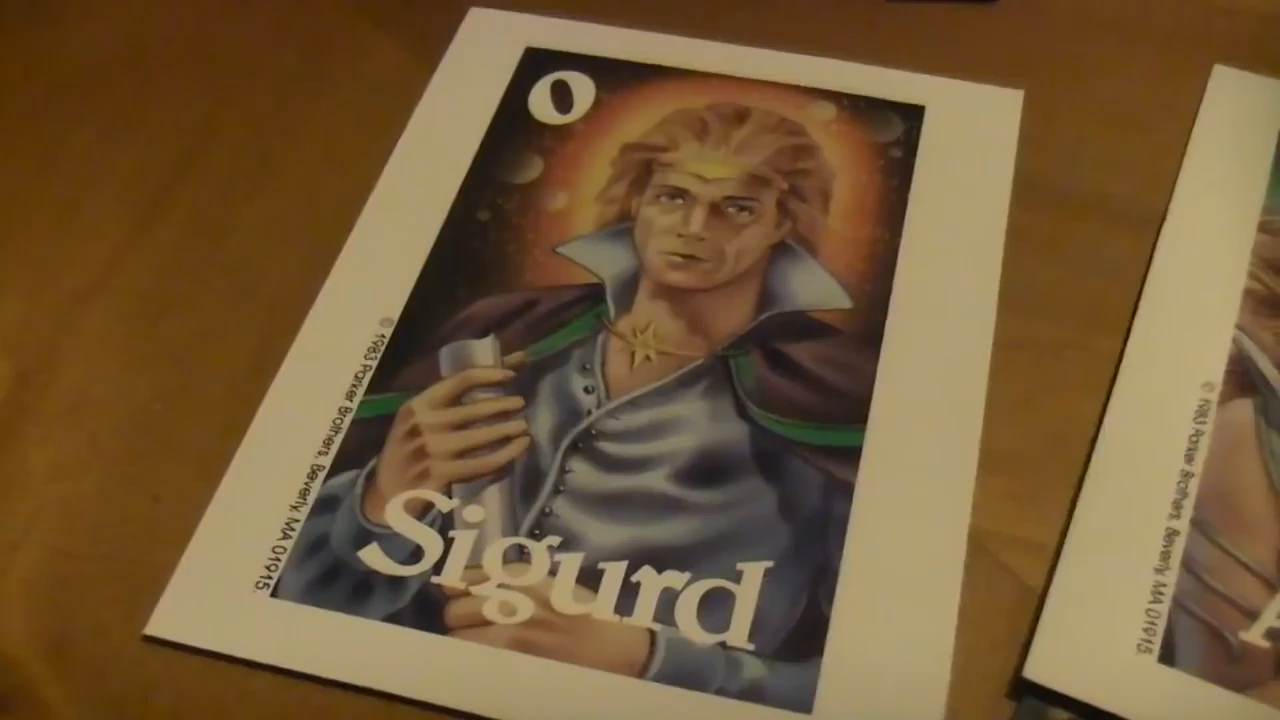 0
© 1983 Parker Brothers, Beverly, MA 01915.
Sigurd
© 1983 Parker Brothers, Beverly, MA 01915.
A